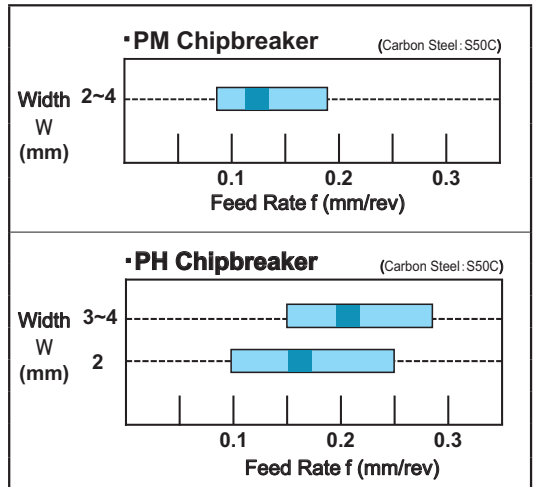 ·PM Chipbreaker (Carbon Steel:S50C)
Width 2~4
W
(mm)
0.1 0.2 0.3
Feed Rate f (mm/rev)
·PH Chipbreaker (Carbon Steel:S50C)
Width 3~4
W
(mm) 2
0.1 0.2 0.3
Feed Rate f (mm/rev)